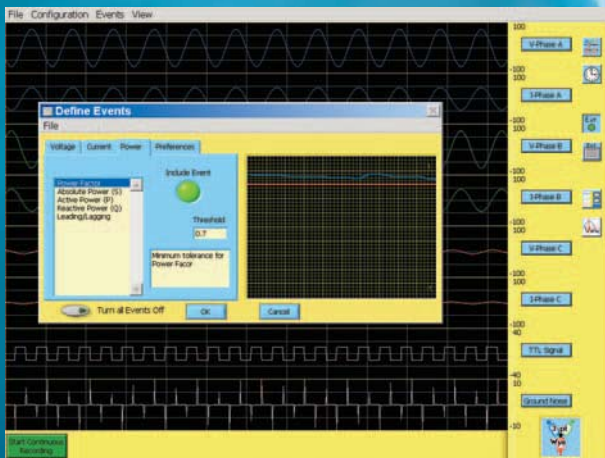 File Configuration Events View
100
V-Phase A
-100
100
I-Phase A
-100
100
V-Phase B
-100
100
I-Phase B
-100
100
V-Phase C
-100
100
I-Phase C
-100
40
TTL Signal
-40
10
Ground Noise
-10
Define Events
File
Voltage Current Power Preferences
Power Factor
Absolute Power (S)
Active Power (P)
Reactive Power (Q)
Leading/Lagging
Include Event
Threshold
0.7
Minimum tolerance for
Power Facor
Turn all Events Off
OK
Cancel
Start Continuous
Recording